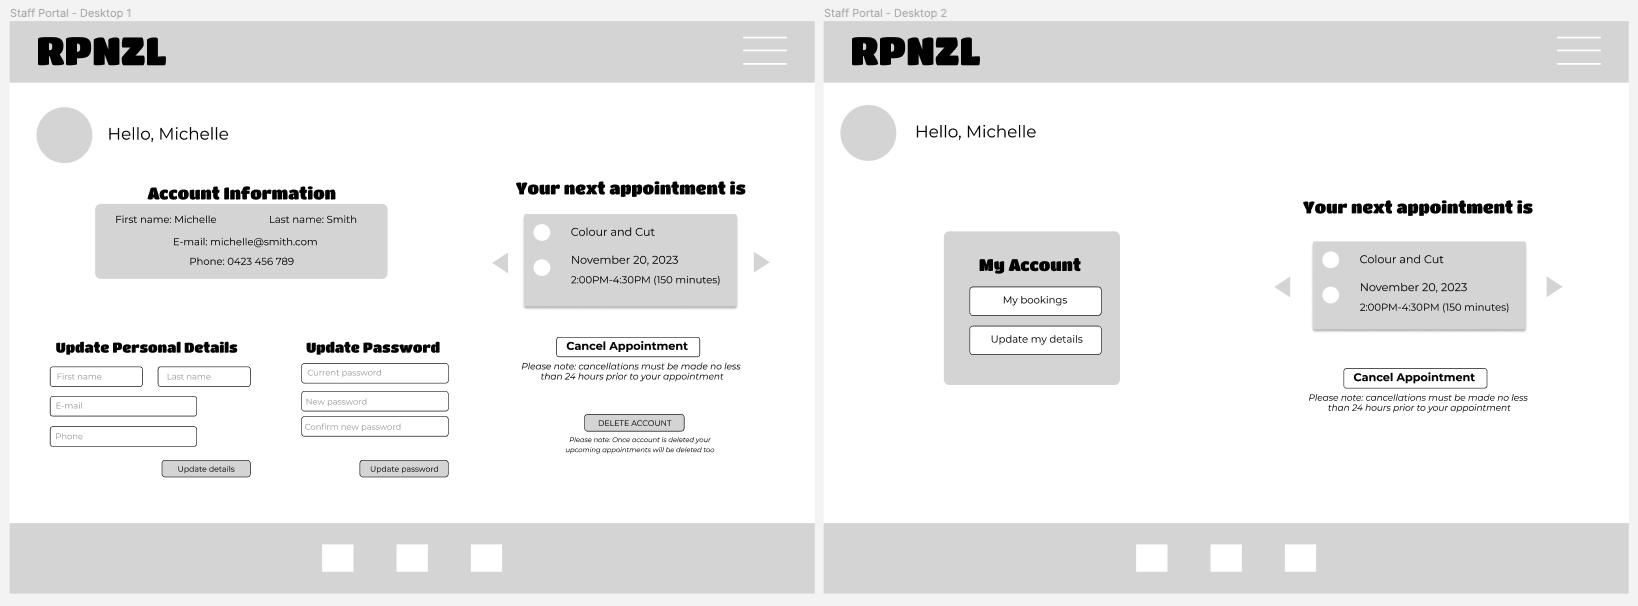 Staff Portal - Desktop 1
RPNZL
Hello, Michelle
Account Information
First name: Michelle Last name: Smith
E-mail: michelle@smith.com
Phone: 0423 456 789
Update Personal Details
First name Last name
E-mail
Phone
Update details
Update Password
Current password
New password
Confirm new password
Update password
Your next appointment is
Colour and Cut
November 20, 2023
2:00PM-4:30PM (150 minutes)
Cancel Appointment
Please note: cancellations must be made no less
than 24 hours prior to your appointment
DELETE ACCOUNT
Please note: Once account is deleted your
upcoming appointments will be deleted too
Staff Portal - Desktop 2
RPNZL
Hello, Michelle
My Account
My bookings
Update my details
Your next appointment is
Colour and Cut
November 20, 2023
2:00PM-4:30PM (150 minutes)
Cancel Appointment
Please note: cancellations must be made no less
than 24 hours prior to your appointment